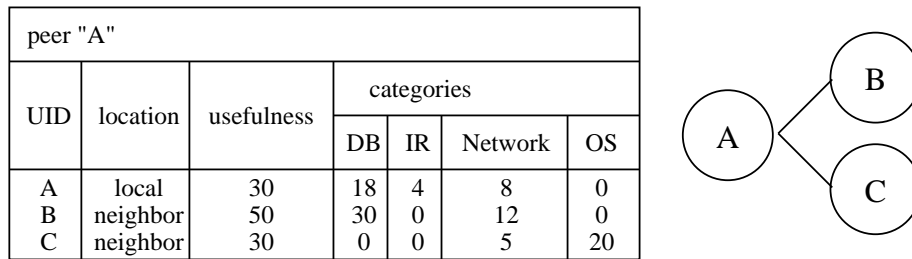 peer "A"
UID location usefulness categories
DB IR Network OS
A local 30 18 4 8 0
B neighbor 50 30 0 12 0
C neighbor 30 0 0 5 20
A
B
C